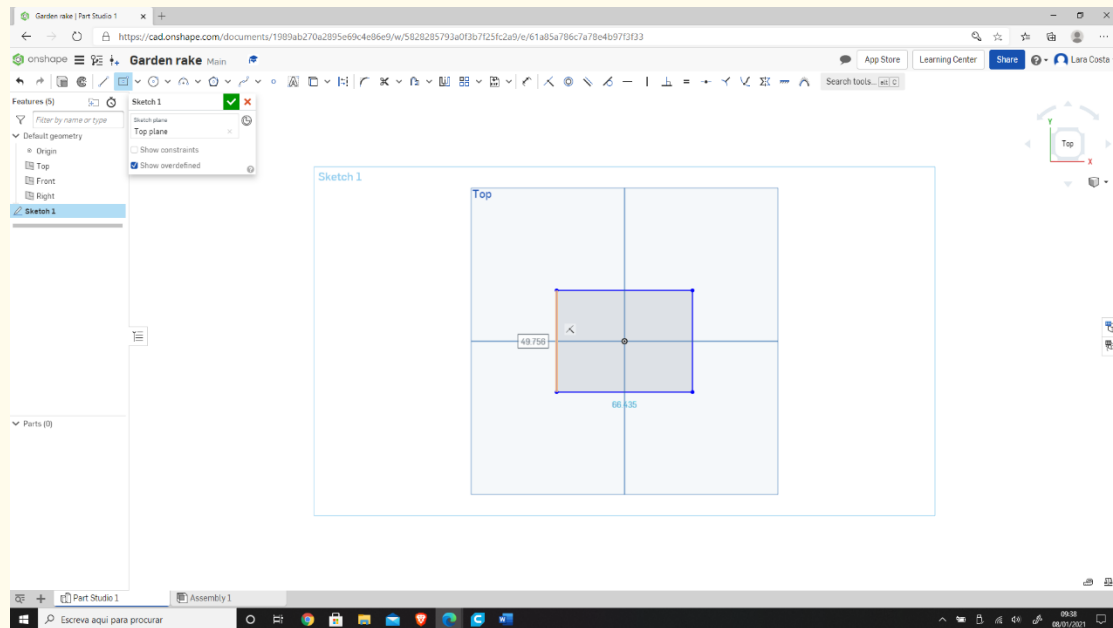 Garden rake | Part Studio 1
https://cad.onshape.com/documents/1989ab270a2895e69c4e86e9/w/5828285793a0f3b7f25fc2a9/e/61a85a786c7a78e4b97f3f33
onshape Garden rake Main App Store Learning Center Share Lara Costa
Search tools... alt C
Features (5)
Filter by name or type
Default geometry
Origin
Top
Front
Right
Sketch 1
Sketch 1
Sketch plane
Top plane
Show constraints
Show overdefined
Sketch 1
Top
49.756
66.435
Y
Top
X
Parts (0)
Part Studio 1 Assembly 1
Escreva aqui para procurar
09:38
08/01/2021